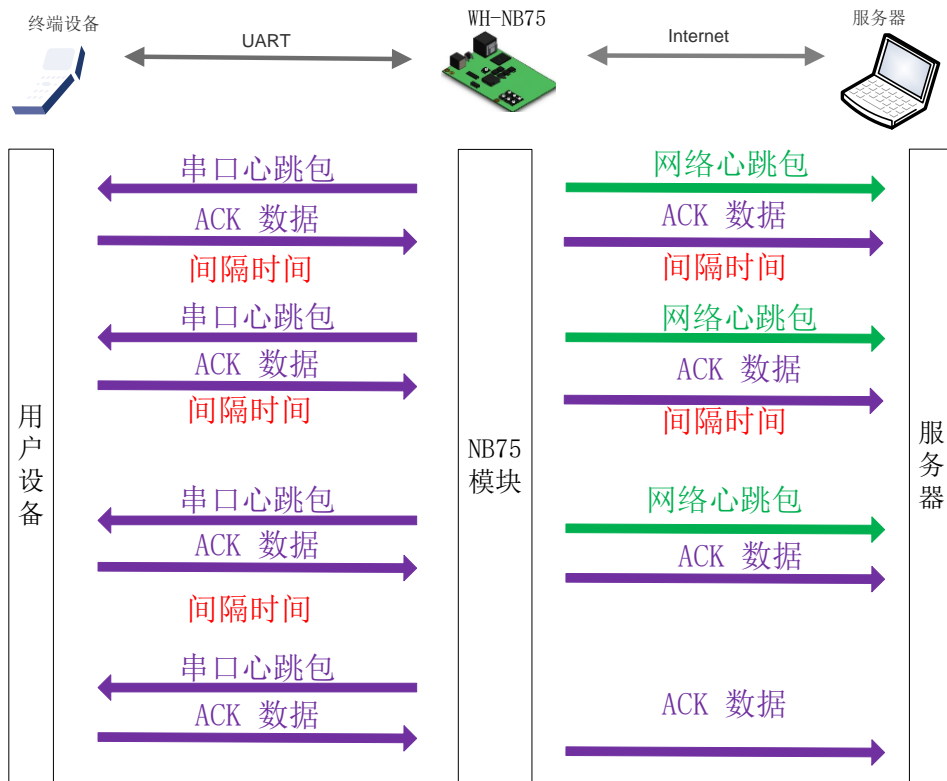 终端设备
UART
WH-NB75
Internet
服务器
串口心跳包
网络心跳包
ACK 数据
ACK 数据
间隔时间
间隔时间
串口心跳包
网络心跳包
ACK 数据
ACK 数据
间隔时间
间隔时间
用户设备
NB75
模块
服务器
串口心跳包
网络心跳包
ACK 数据
ACK 数据
间隔时间
串口心跳包
ACK 数据
ACK 数据